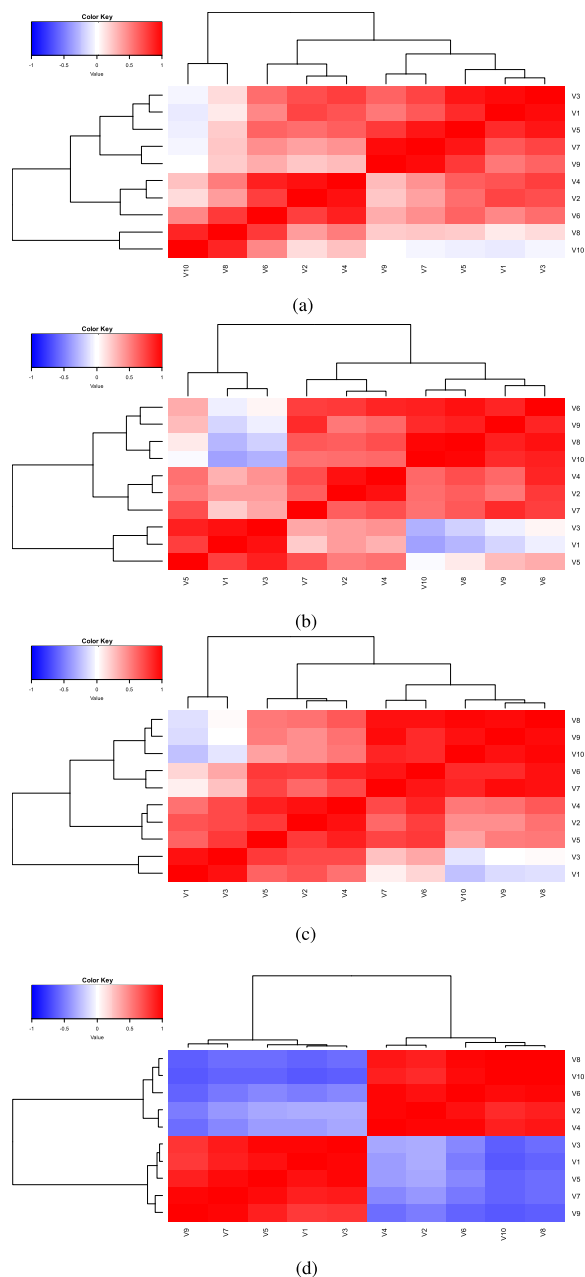 Color Key
-1 -0.5 0 0.5 1
Value
V3
V1
V5
V7
V9
V4
V2
V6
V8
V10
V10 V8 V6 V2 V4 V9 V7 V5 V1 V3
(a)
Color Key
-1 -0.5 0 0.5 1
Value
V6
V9
V8
V10
V4
V2
V7
V3
V1
V5
V5 V1 V3 V7 V2 V4 V10 V8 V9 V6
(b)
Color Key
-1 -0.5 0 0.5 1
Value
V8
V9
V10
V6
V7
V4
V2
V5
V3
V1
V1 V3 V5 V2 V4 V7 V6 V10 V9 V8
(c)
Color Key
-1 -0.5 0 0.5 1
Value
V8
V10
V6
V2
V4
V3
V1
V5
V7
V9
V9 V7 V5 V1 V3 V4 V2 V6 V10 V8
(d)